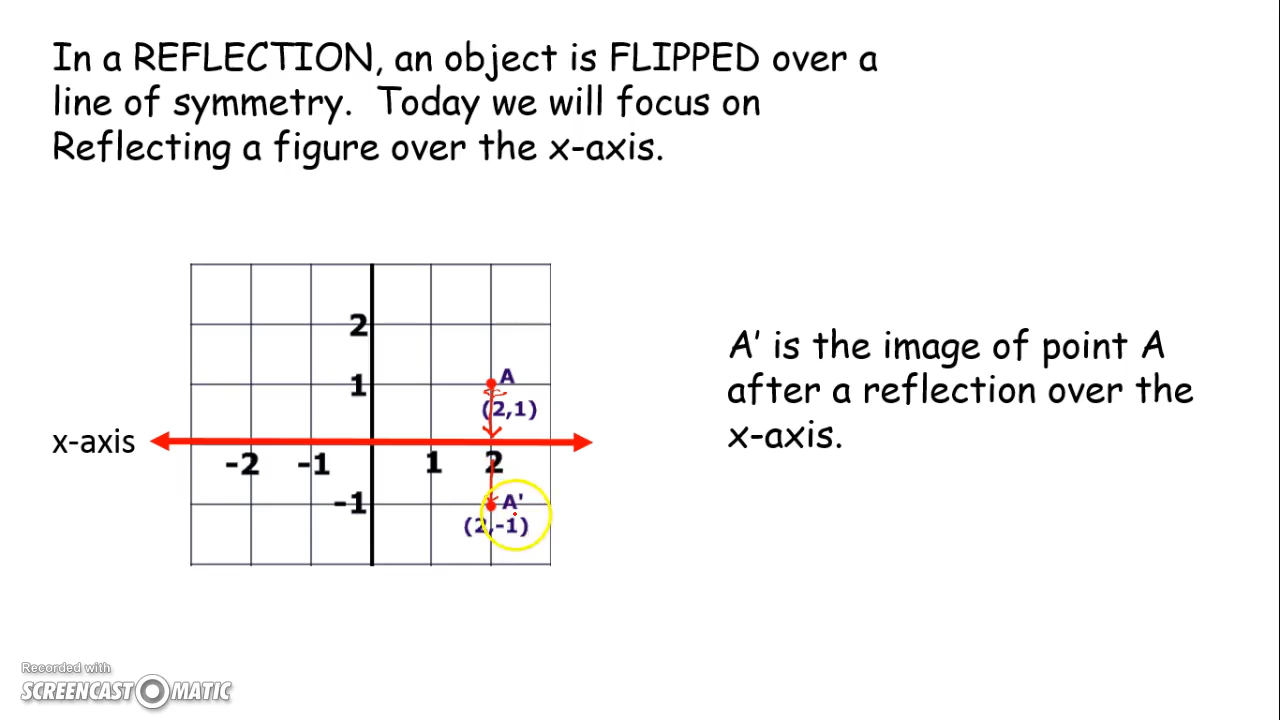 In a REFLECTION, an object is FLIPPED over a
line of symmetry. Today we will focus on
Reflecting a figure over the x-axis.
2
1
A
(2,1)
x-axis
-2 -1 1 2
-1
A'
(2,-1)
A' is the image of point A
after a reflection over the
x-axis.
Recorded with
SCREENCAST MATIC